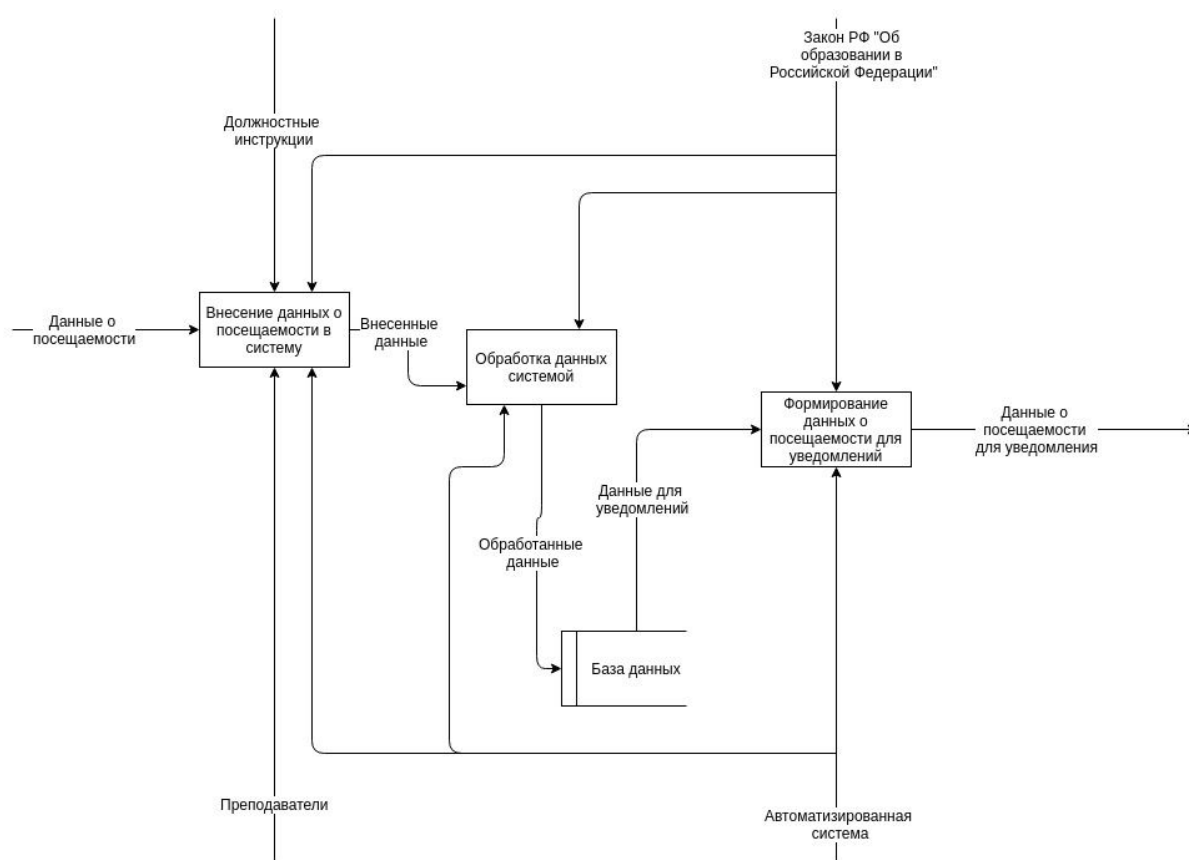 Закон РФ "Об
образовании в
Российской Федерации"
Должностные
инструкции
Данные о
посещаемости
Внесение данных о
посещаемости в
систему
Внесенные
данные
Обработка данных
системой
Формирование
данных о
посещаемости для
уведомлений
Данные о
посещаемости
для уведомления
Данные для
уведомлений
Обработанные
данные
База данных
Преподаватели
Автоматизированная
система